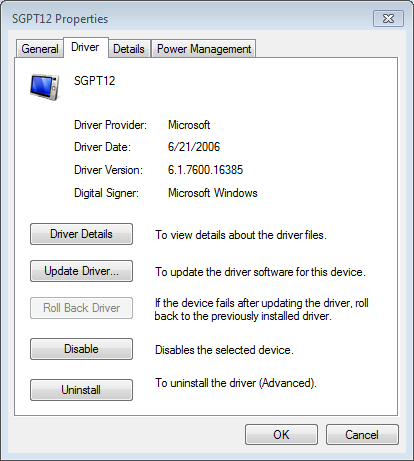 SGPT12 Properties
General Driver Details Power Management
SGPT12
Driver Provider: Microsoft
Driver Date: 6/21/2006
Driver Version: 6.1.7600.16385
Digital Signer: Microsoft Windows
Driver Details To view details about the driver files.
Update Driver... To update the driver software for this device.
Roll Back Driver If the device fails after updating the driver, roll
back to the previously installed driver.
Disable Disables the selected device.
Uninstall To uninstall the driver (Advanced).
OK Cancel